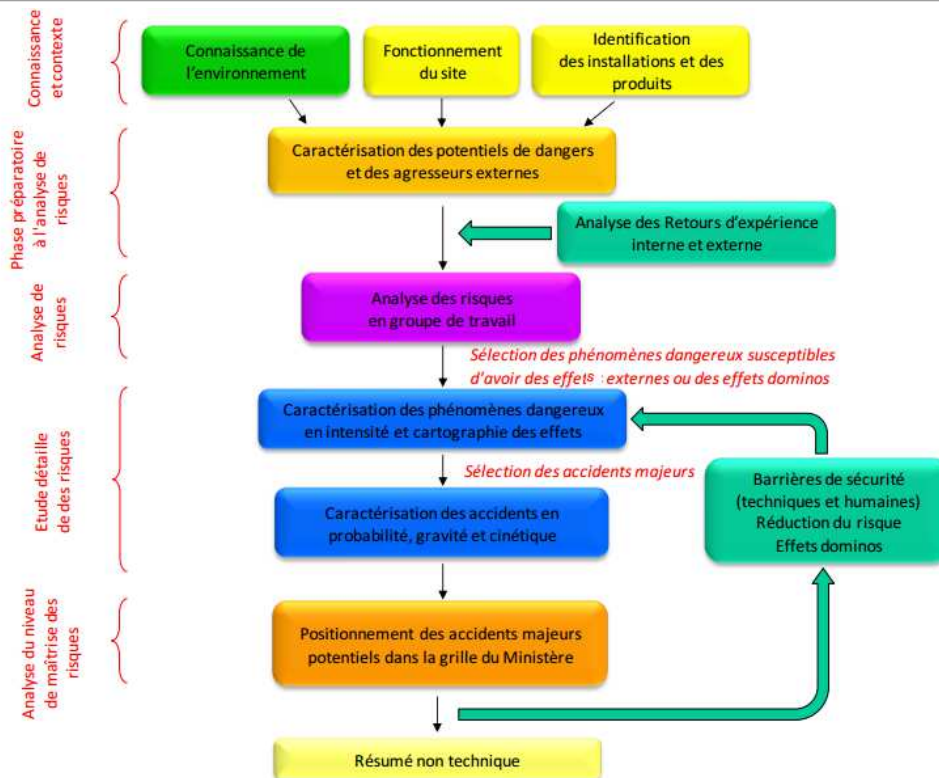 Connaissance
et contexte
Connaissance de
l'environnement
Fonctionnement
du site
Identification
des installations et des
produits
Phase préparatoire
à l'analyse de
risques
Caractérisation des potentiels de dangers
et des agresseurs externes
Analyse des Retours d'expérience
interne et externe
Analyse de
risques
Analyse des risques
en groupe de travail
Sélection des phénomènes dangereux susceptibles
d'avoir des effets : externes ou des effets dominos
Etude détaillé
e des risques
Caractérisation des phénomènes dangereux
en intensité et cartographie des effets
Sélection des accidents majeurs
Caractérisation des accidents en
probabilité, gravité et cinétique
Barrières de sécurité
(techniques et humaines)
Réduction du risque
Effets dominos
Analyse du niveau
de maîtrise des
risques
Positionnement des accidents majeurs
potentiels dans la grille du Ministère
Résumé non technique